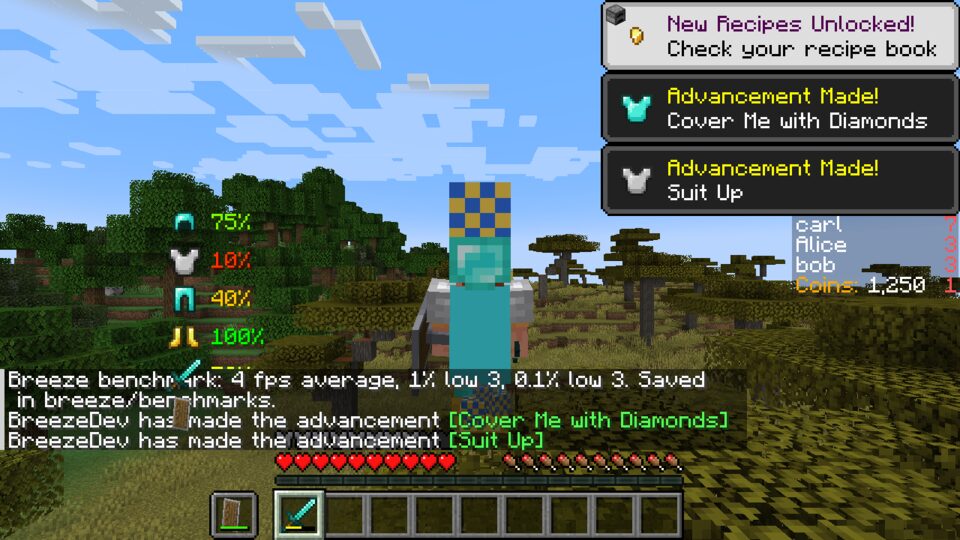 New Recipes Unlocked!
Check your recipe book
Advancement Made!
Cover Me with Diamonds
Advancement Made!
Suit Up
75%
10%
40%
100%
carl 7
Alice 3
bob 3
Coins: 1,250 1
Breeze benchmark: 4 fps average, 1% low 3, 0.1% low 3. Saved
in breeze/benchmarks.
BreezeDev has made the advancement [Cover Me with Diamonds]
BreezeDev has made the advancement [Suit Up]